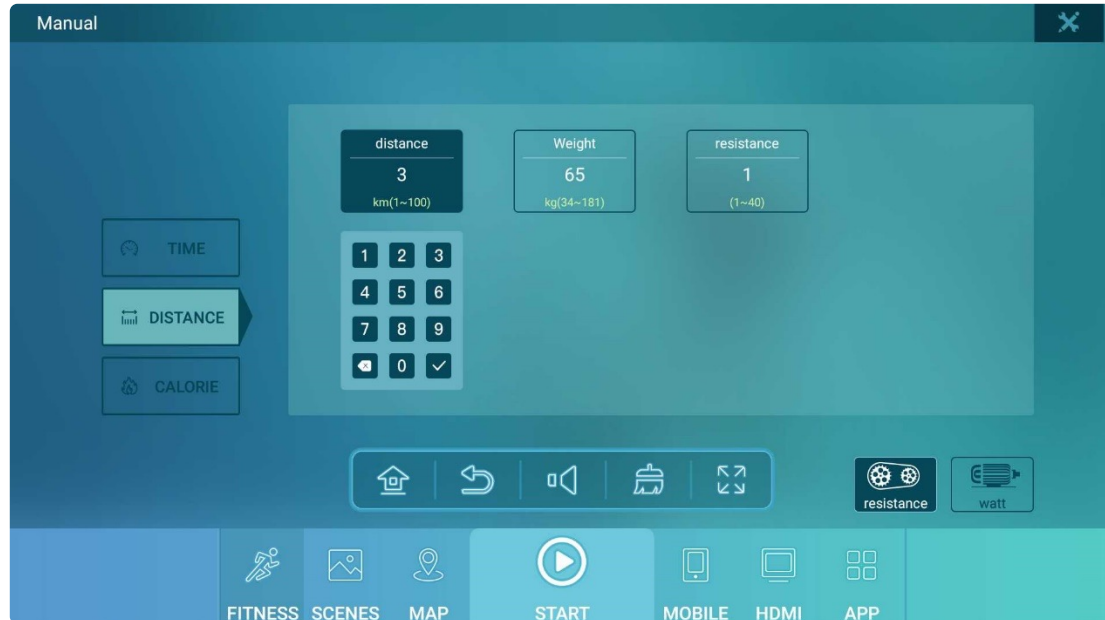 Manual
distance
3
km(1~100)
Weight
65
kg(34~181)
resistance
1
(1~40)
TIME
DISTANCE
CALORIE
1 2 3
4 5 6
7 8 9
0
resistance
watt
FITNESS
SCENES
MAP
START
MOBILE
HDMI
APP